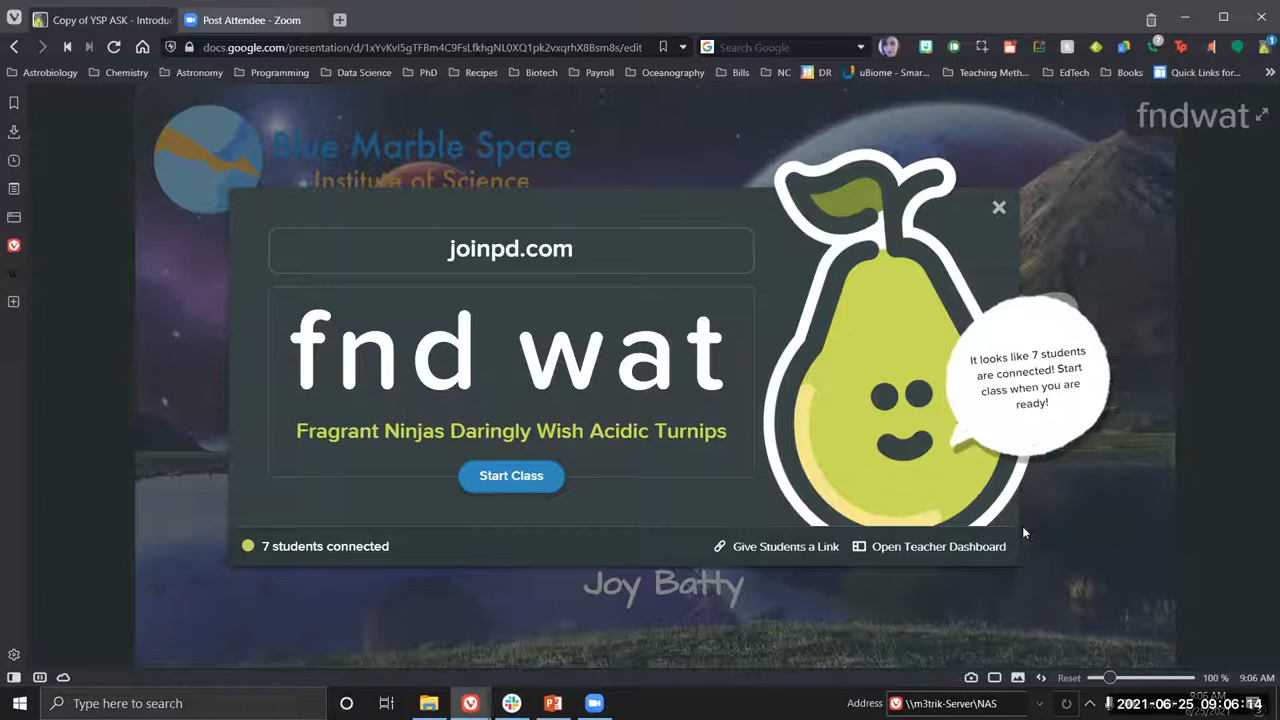 Copy of YSP ASK - Introduc
Post Attendee - Zoom
docs.google.com/presentation/d/1xYvKvI5gTFBm4C9FsLfkhgNL0XQ1pk2vxqrhX8Bsm8s/edit
Search Google
2
1
Astrobiology
Chemistry
Astronomy
Programming
Data Science
PhD
Recipes
Biotech
Payroll
Oceanography
Bills
NC
DR
uBiome - Smar...
Teaching Meth...
EdTech
Books
Quick Links for...
Blue Marble Space
Institute of Science
fndwat
joinpd.com
fnd wat
Fragrant Ninjas Daringly Wish Acidic Turnips
Start Class
It looks like 7 students
are connected! Start
class when you are
ready!
7 students connected
Give Students a Link
Open Teacher Dashboard
Joy Batty
Reset
100 %
9:06 AM
Type here to search
Address
\\m3trik-Server\NAS
9:06 AM
2021-06-25 09:06:14